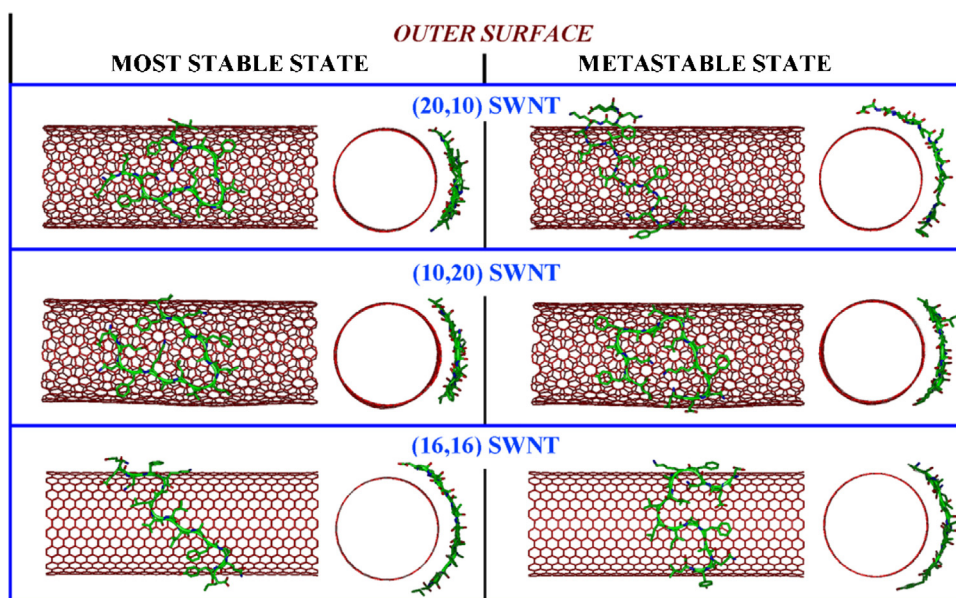 OUTER SURFACE
MOST STABLE STATE
METASTABLE STATE
(20,10) SWNT
(10,20) SWNT
(16,16) SWNT